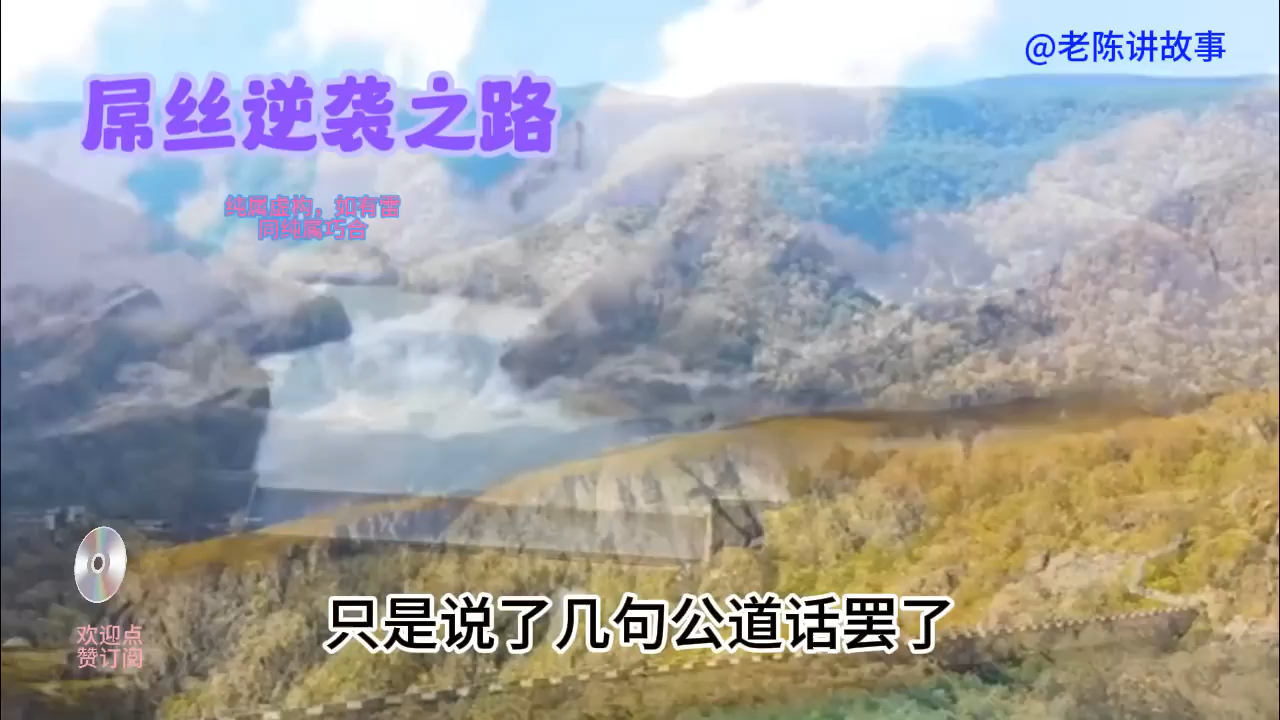 @老陈讲故事
屌丝逆袭之路
纯属虚构，如有雷
同纯属巧合
欢迎点
赞订阅
只是说了几句公道话罢了